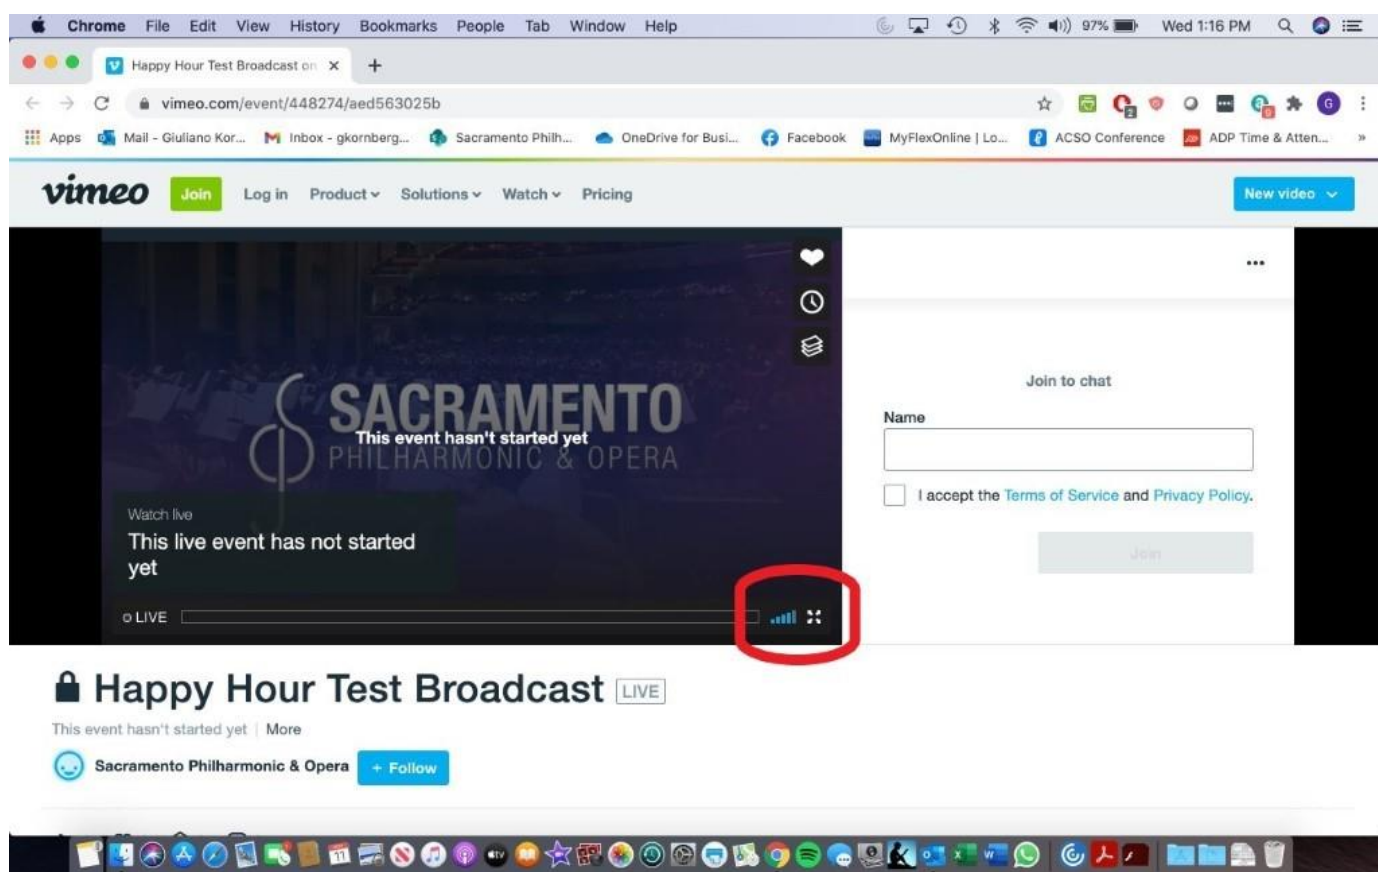 Chrome File Edit View History Bookmarks People Tab Window Help 97% Wed 1:16 PM
Happy Hour Test Broadcast on
vimeo.com/event/448274/aed563025b
Apps Mail - Giuliano Kor... Inbox - gkornberg... Sacramento Philh... OneDrive for Busi... Facebook MyFlexOnline | Lo... ACSO Conference ADP Time & Atten... »
vimeo Join Log in Product Solutions Watch Pricing New video
SACRAMENTO
This event hasn't started yet
PHILHARMONIC & OPERA
Watch live
This live event has not started
yet
LIVE
Join to chat
Name
I accept the Terms of Service and Privacy Policy.
Join
Happy Hour Test Broadcast LIVE
This event hasn't started yet | More
Sacramento Philharmonic & Opera + Follow